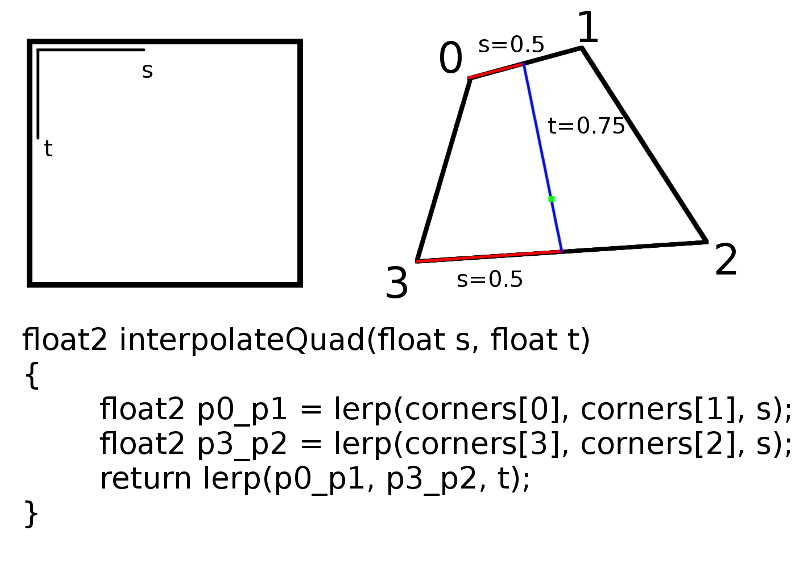 s
t
0
s=0.5
1
t=0.75
3
s=0.5
2
float2 interpolateQuad(float s, float t)
{
float2 p0_p1 = lerp(corners[0], corners[1], s);
float2 p3_p2 = lerp(corners[3], corners[2], s);
return lerp(p0_p1, p3_p2, t);
}